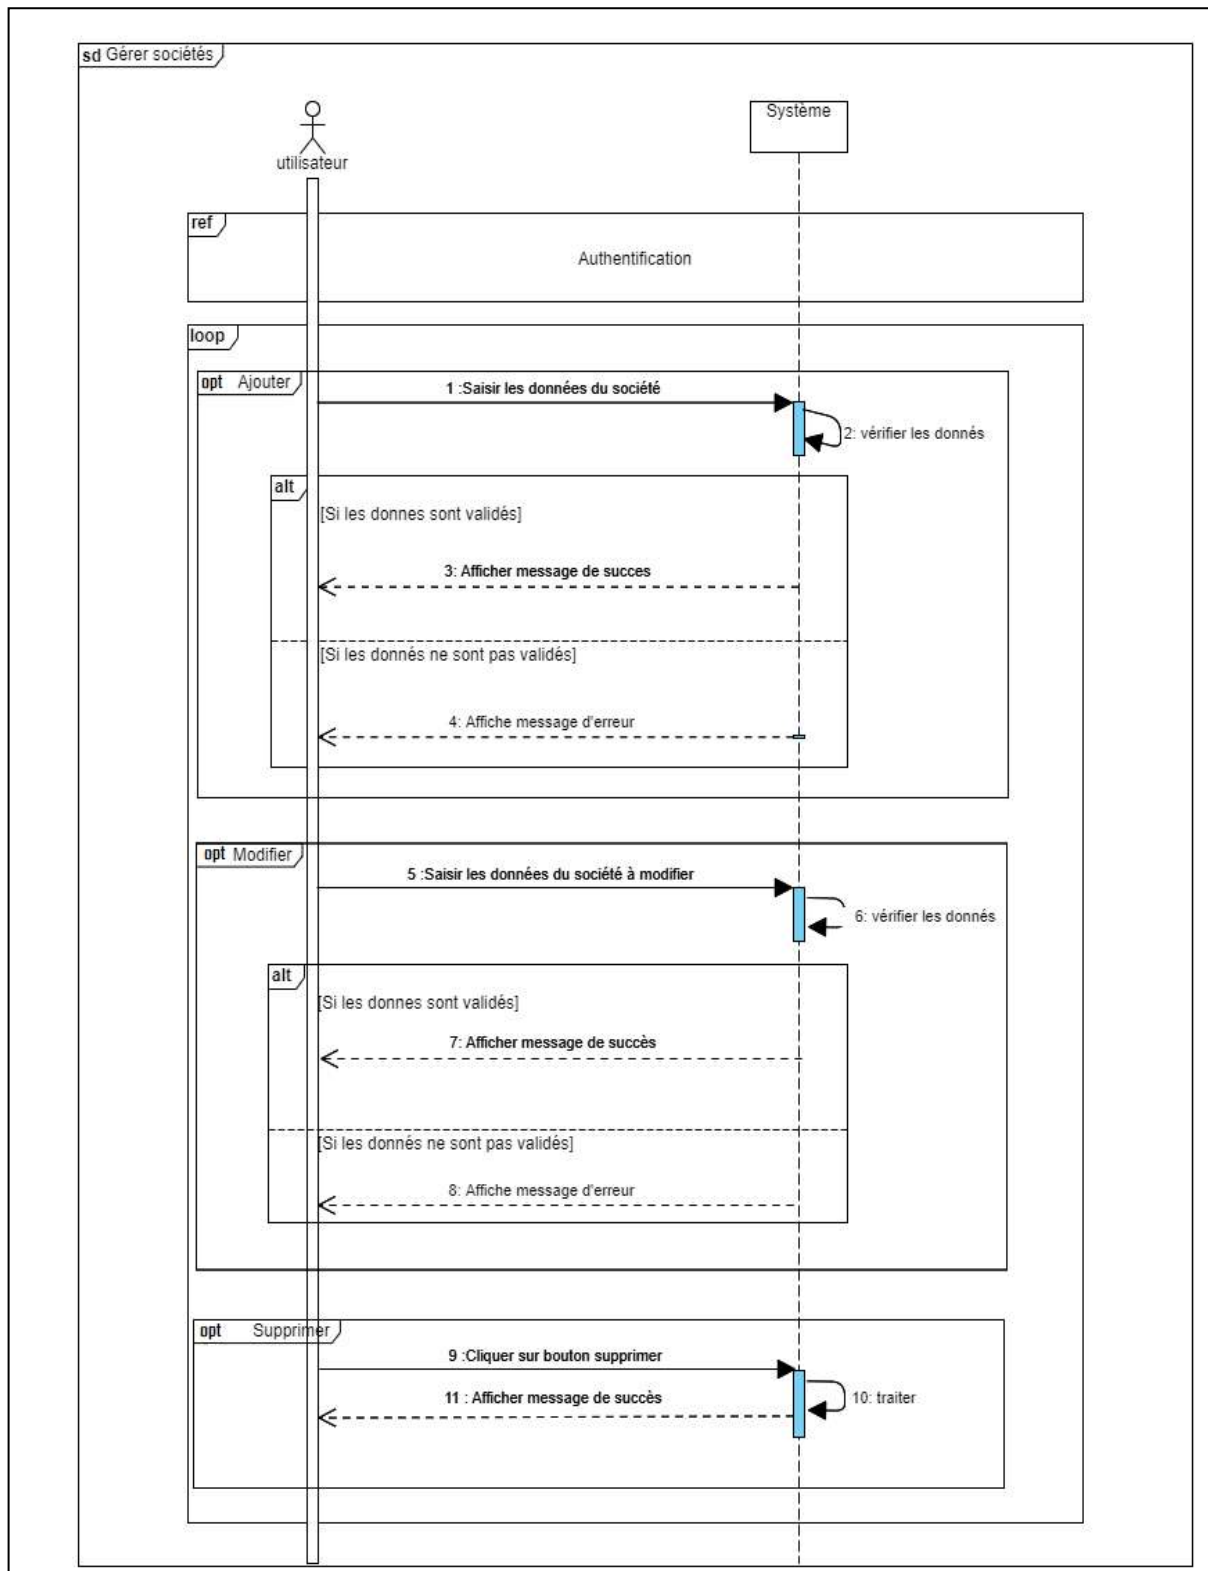 sd Gérer sociétés
Système
utilisateur
ref
Authentification
loop
opt Ajouter
1 :Saisir les données du société
2: vérifier les donnés
alt
[Si les donnes sont validés]
3: Afficher message de succes
[Si les donnés ne sont pas validés]
4: Affiche message d'erreur
opt Modifier
5 :Saisir les données du société à modifier
6: vérifier les donnés
alt
[Si les donnes sont validés]
7: Afficher message de succès
[Si les donnés ne sont pas validés]
8: Affiche message d'erreur
opt Supprimer
9 :Cliquer sur bouton supprimer
11 : Afficher message de succès
10: traiter